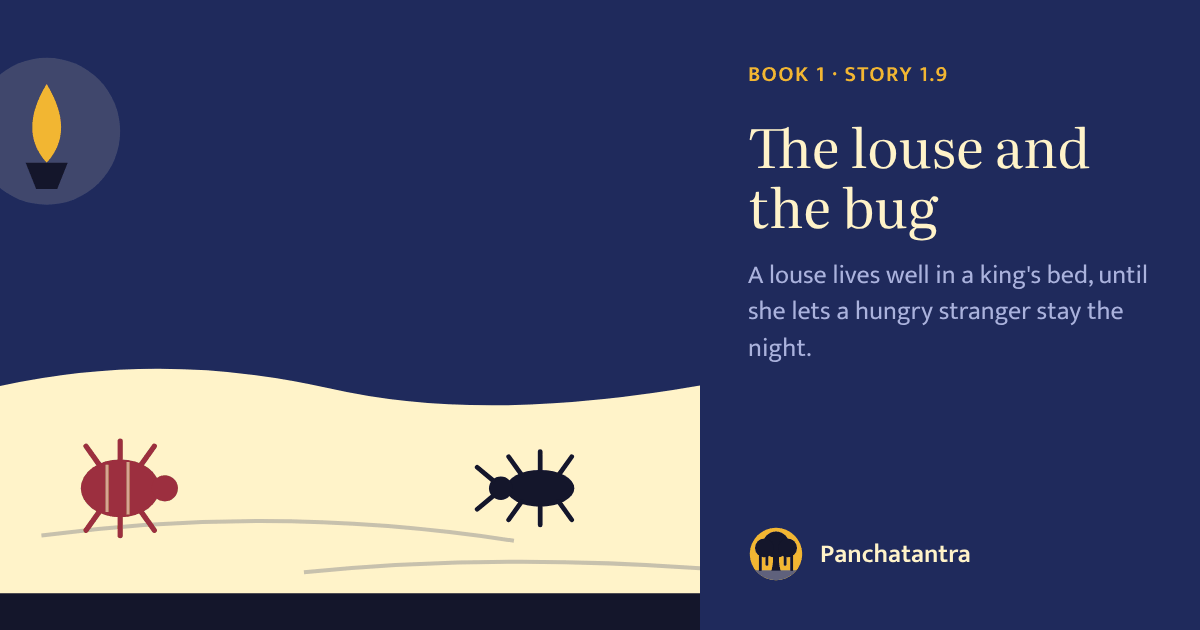 BOOK 1 · STORY 1.9
The louse and
the bug
A louse lives well in a king's bed, until
she lets a hungry stranger stay the
night.
Panchatantra